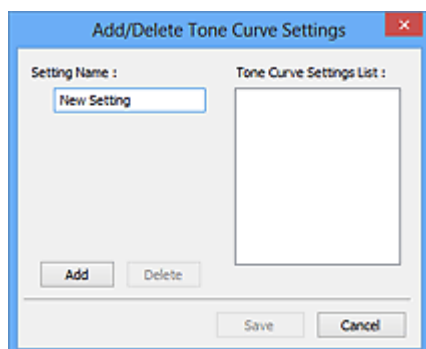 Add/Delete Tone Curve Settings
Setting Name :
Tone Curve Settings List :
New Setting
Add
Delete
Save
Cancel